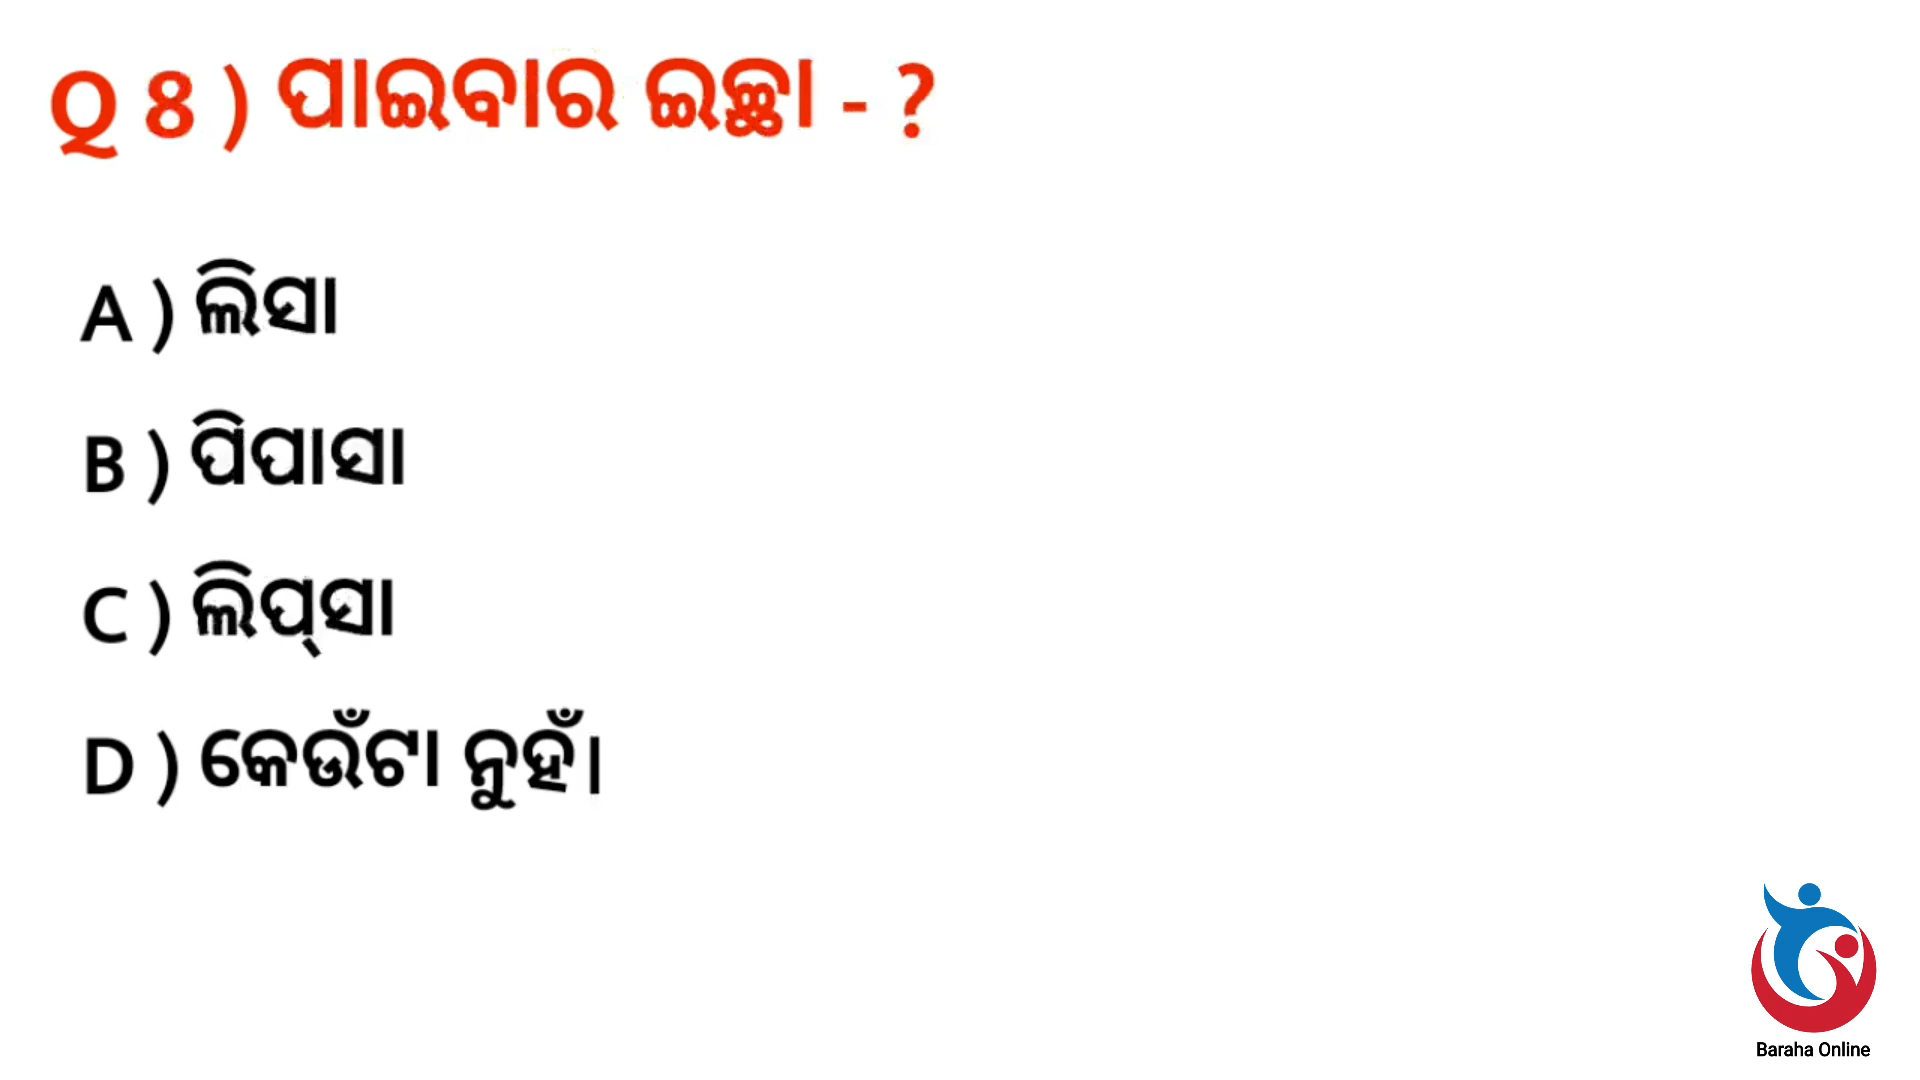 Q ୫ ) ପାଇବାର ଇଚ୍ଛା - ?
A ) ଲିସା
B ) ପିପାସା
C ) ଲିପ୍‌ସା
D ) କେଉଁଟା ନୁହଁ।
Baraha Online